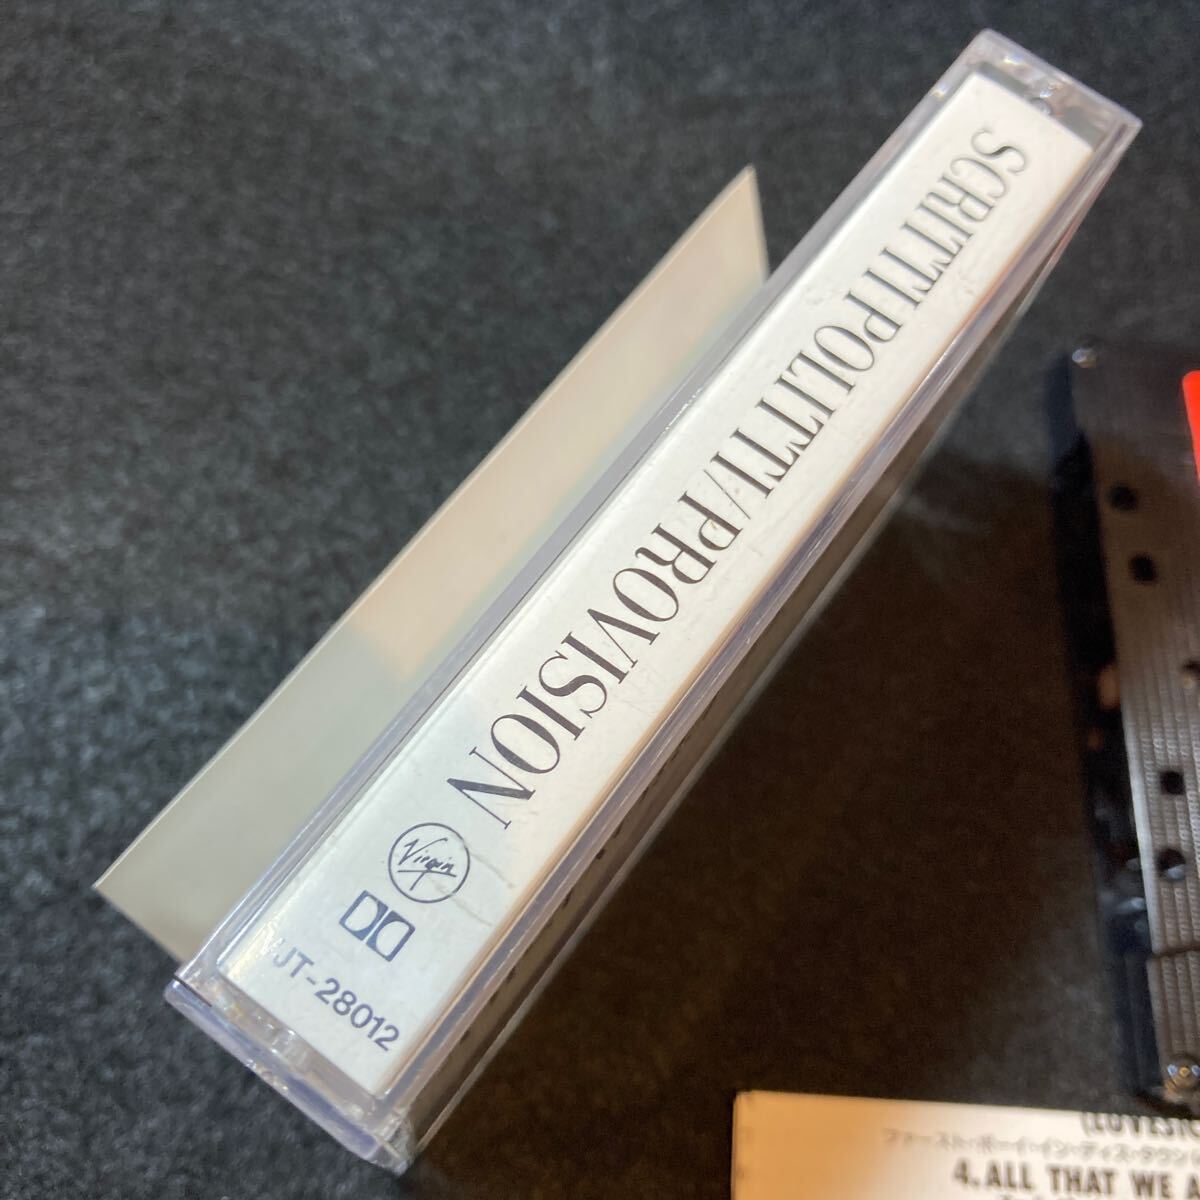 SCRITTI POLITTI/PROVISION
Virgin
JT-28012
(LOVESIC
ファースト・ボーイ・イン・ディス・タウン
4. ALL THAT WE A